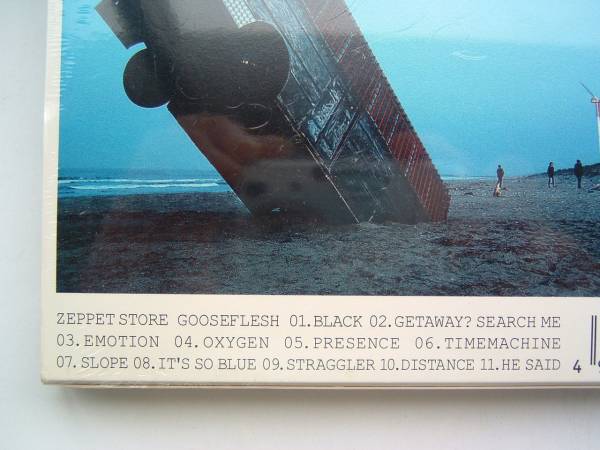 ZEPPET STORE GOOSEFLESH 01.BLACK 02.GETAWAY? SEARCH ME
03.EMOTION 04.OXYGEN 05.PRESENCE 06.TIMEMACHINE
07.SLOPE 08.IT'S SO BLUE 09.STRAGGLER 10.DISTANCE 11.HE SAID
4